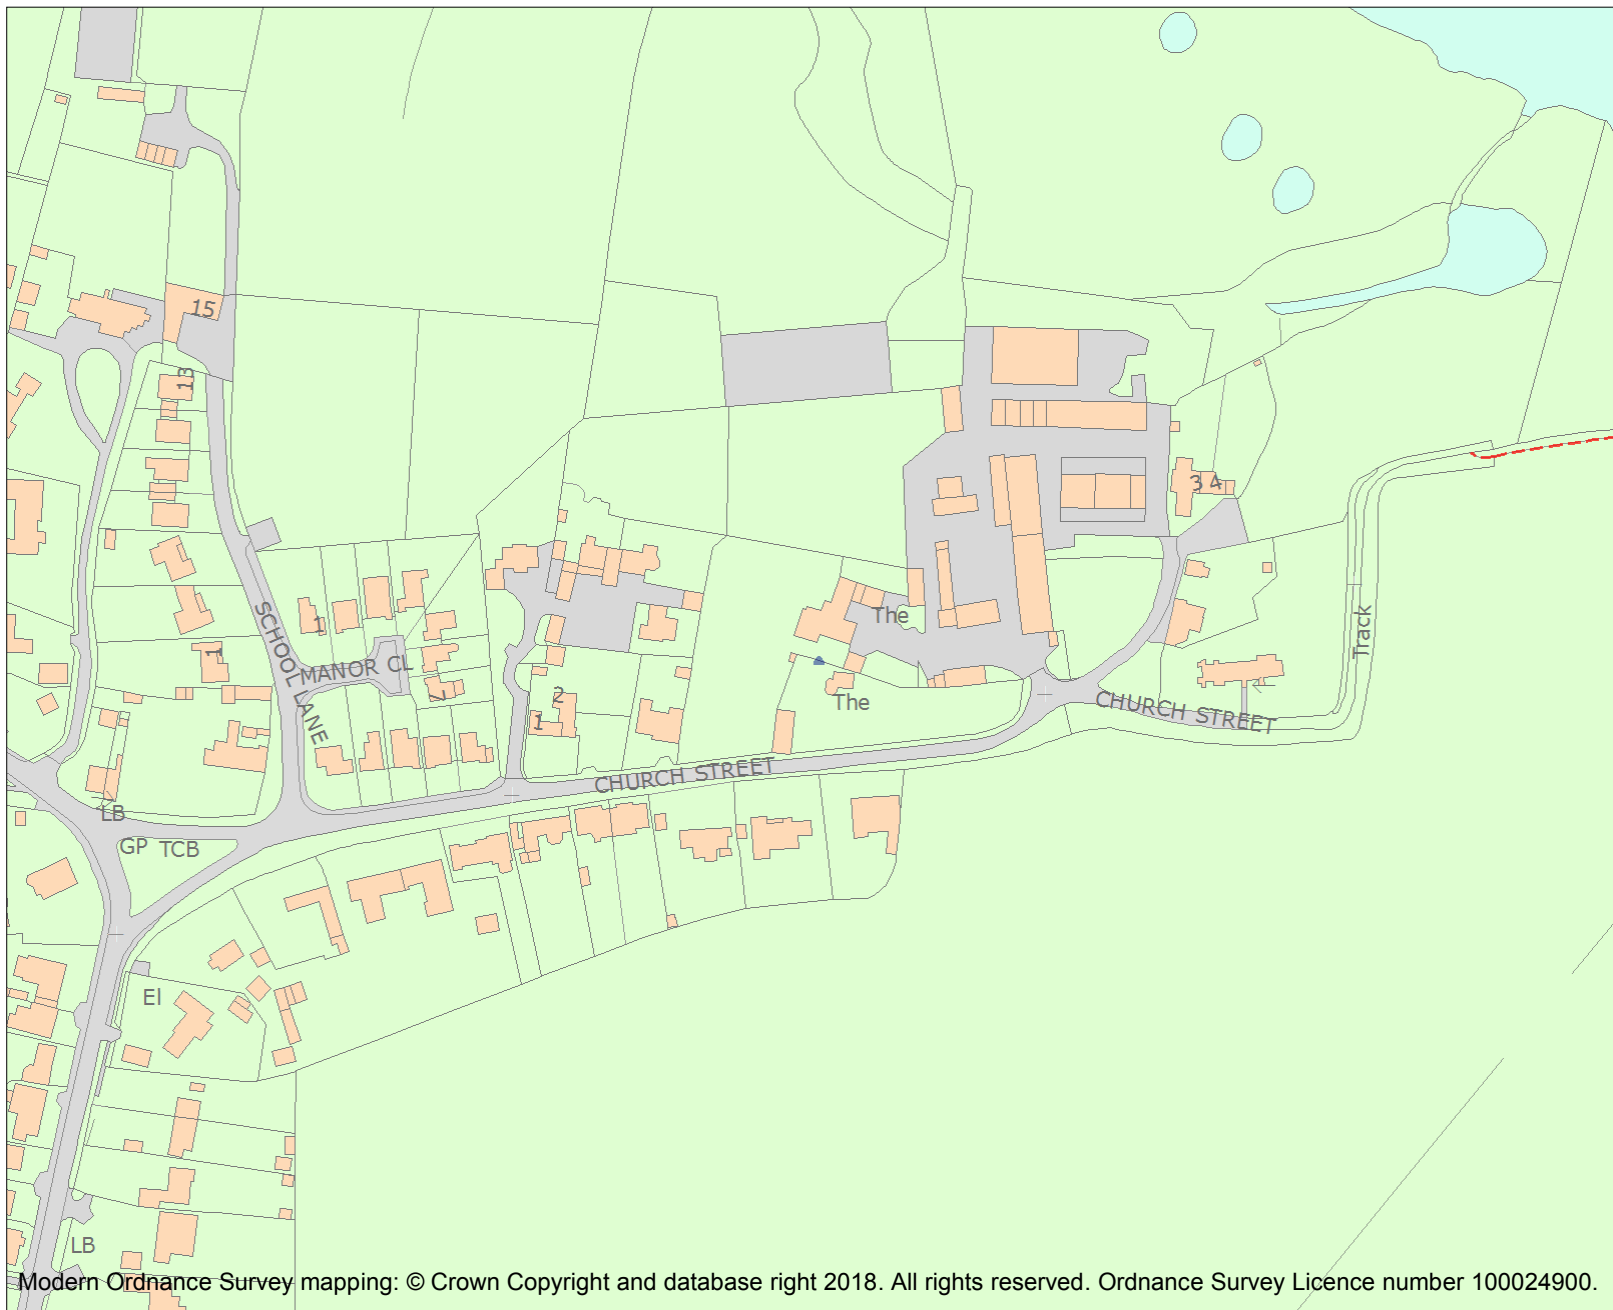 15
13
3 4
SCHOOL LANE
1
1
The
Track
MANOR CL
7
2
1
The
CHURCH STREET
CHURCH STREET
LB
GP TCB
El
LB
Modern Ordnance Survey mapping: © Crown Copyright and database right 2018. All rights reserved. Ordnance Survey Licence number 100024900.